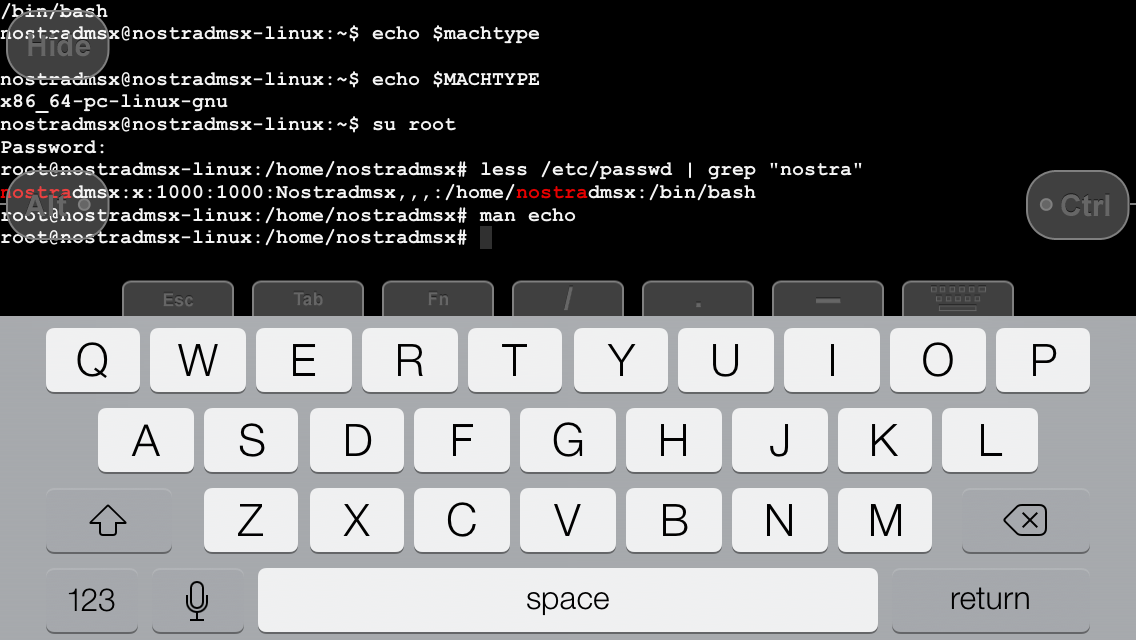 /bin/bash
nostradmsx@nostradmsx-linux:~$ echo $machtype
Hide
nostradmsx@nostradmsx-linux:~$ echo $MACHTYPE
x86_64-pc-linux-gnu
nostradmsx@nostradmsx-linux:~$ su root
Password:
root@nostradmsx-linux:/home/nostradmsx# less /etc/passwd | grep "nostra"
nostradmsx:x:1000:1000:Nostradmsx,,,:/home/nostradmsx:/bin/bash
Alt
Ctrl
root@nostradmsx-linux:/home/nostradmsx# man echo
root@nostradmsx-linux:/home/nostradmsx#
Esc Tab Fn / . —
Q W E R T Y U I O P
A S D F G H J K L
Z X C V B N M
123 space return